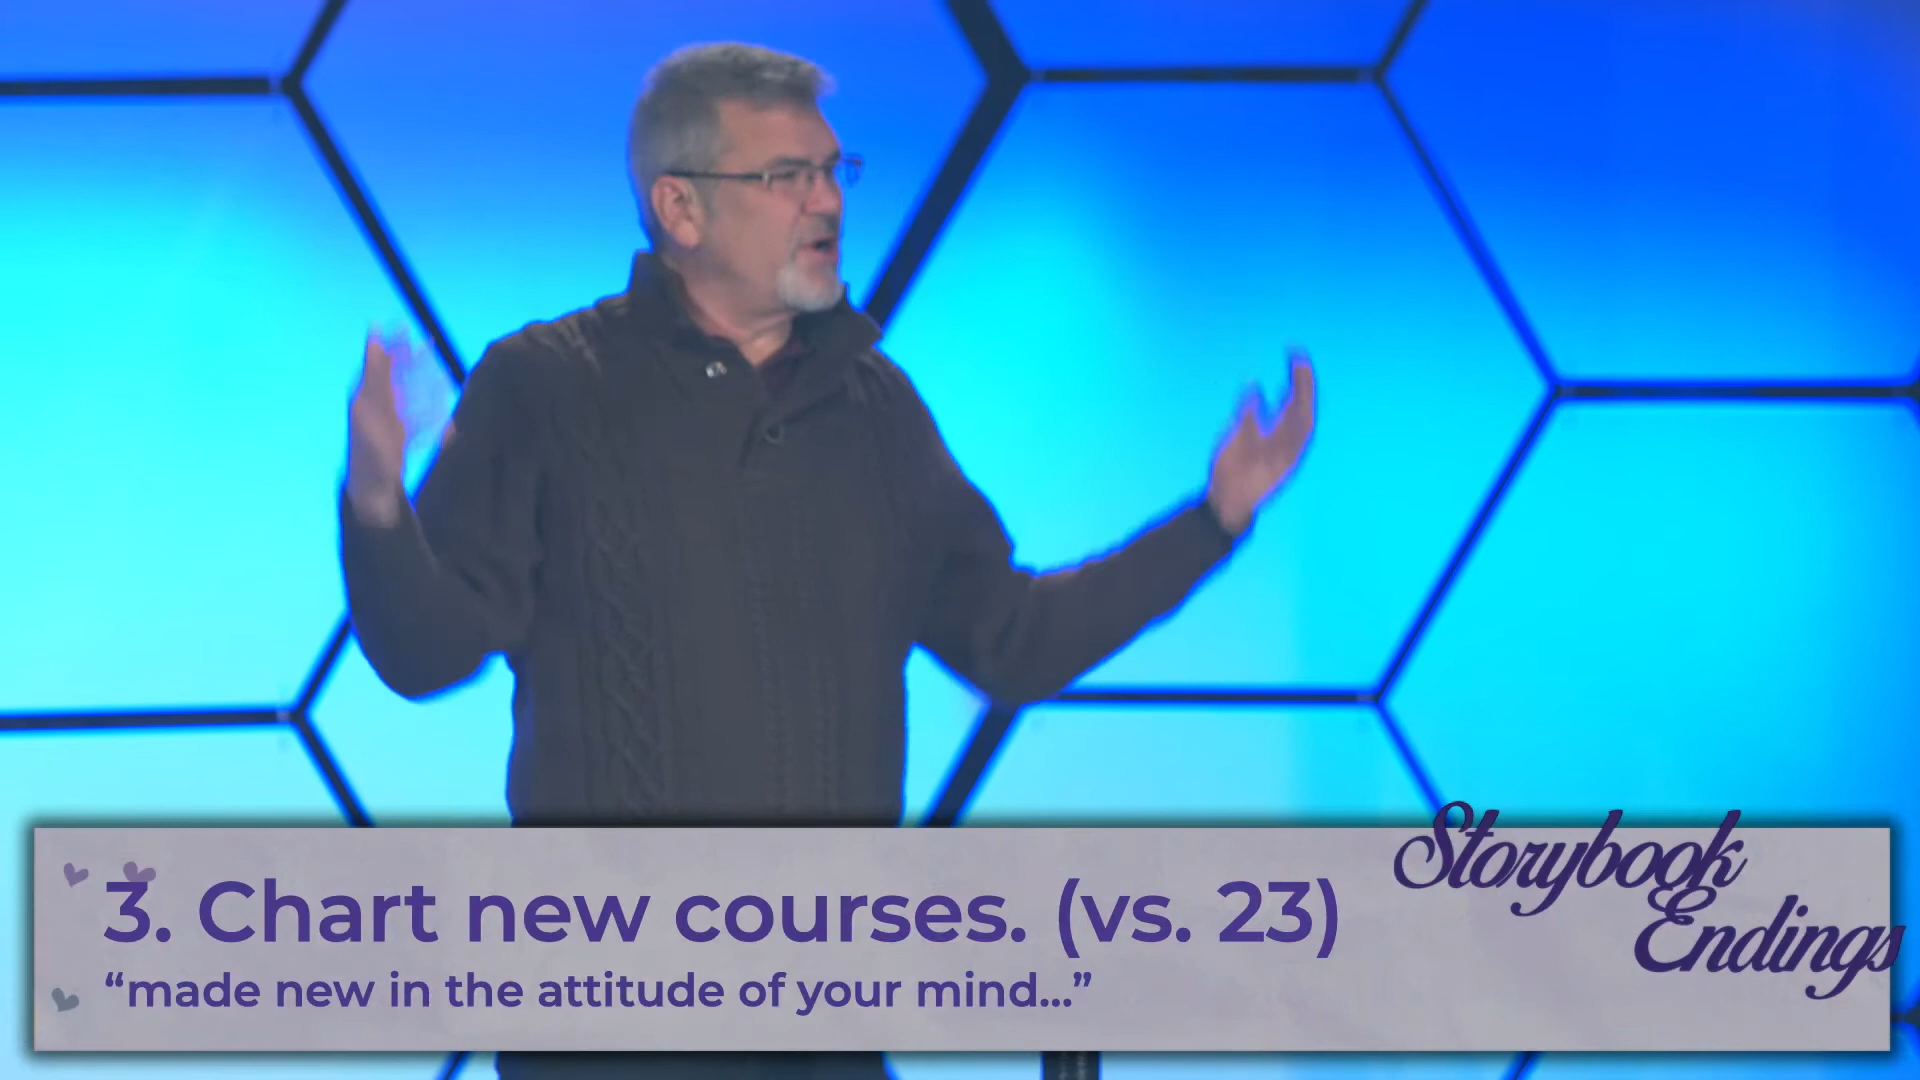 3. Chart new courses. (vs. 23)
“made new in the attitude of your mind...”
Storybook
Endings